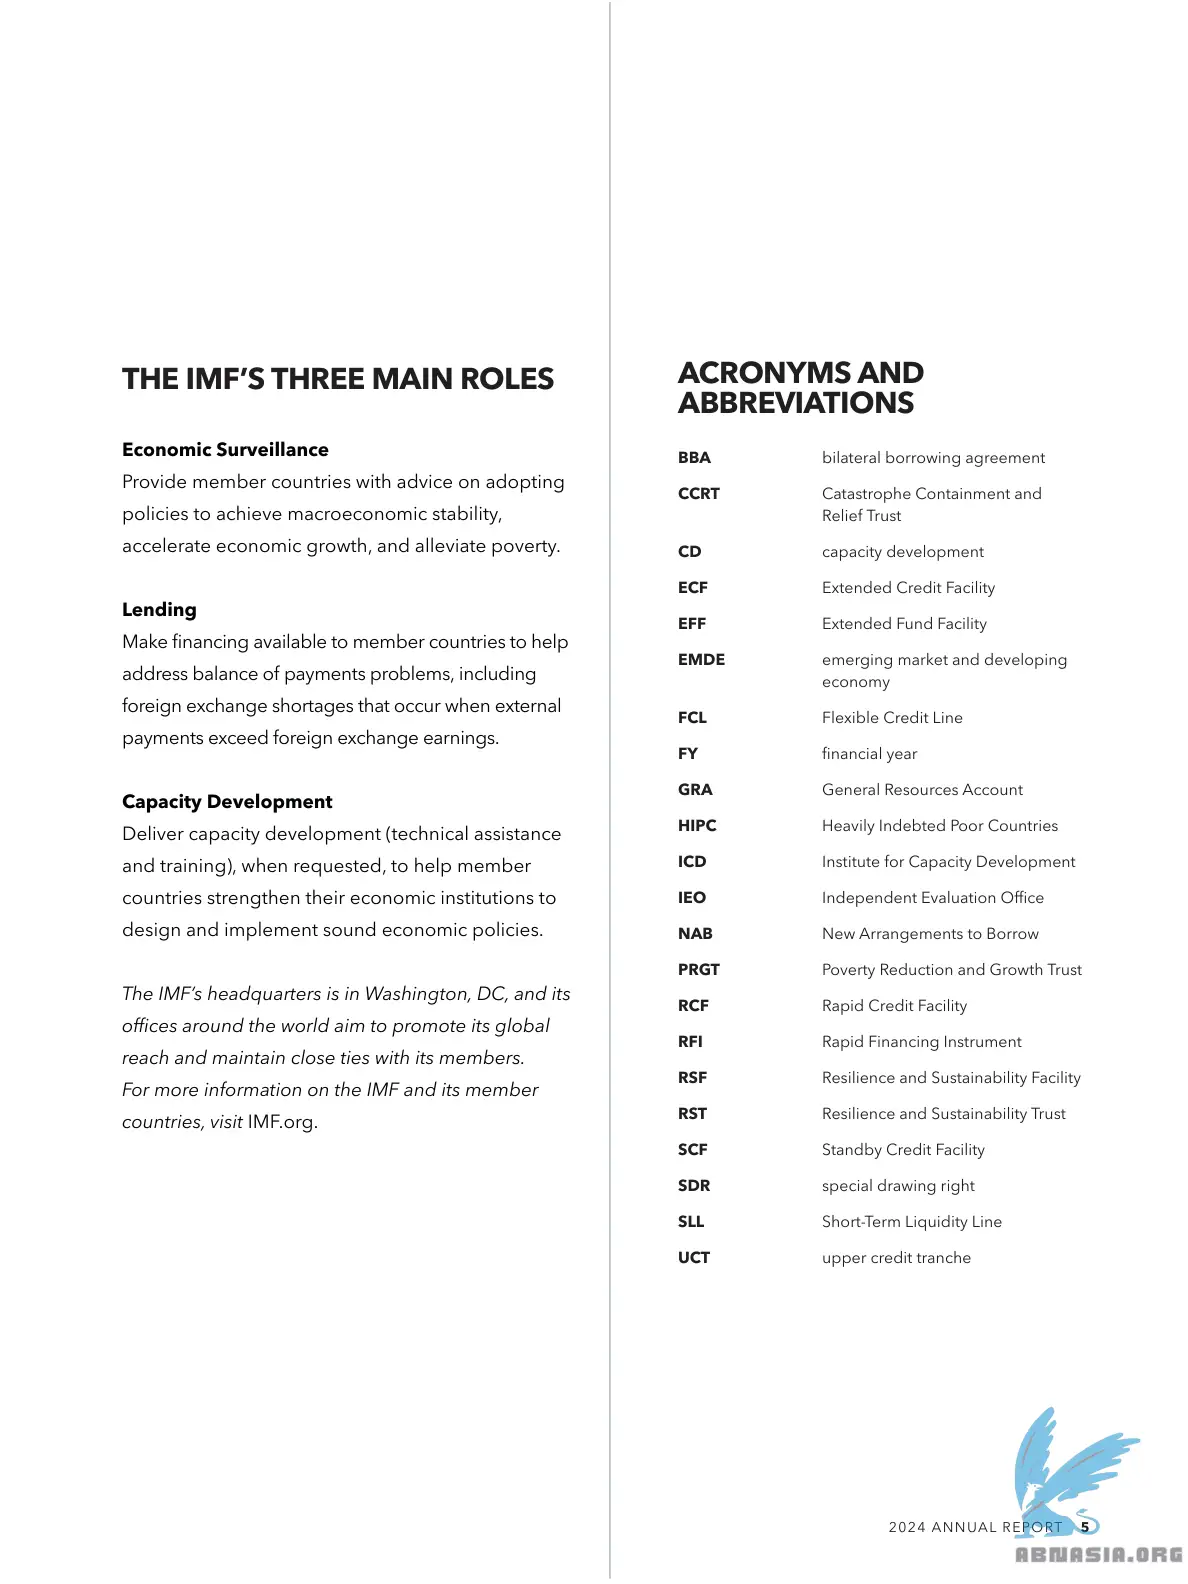 THE IMF’S THREE MAIN ROLES
Economic Surveillance
Provide member countries with advice on adopting
policies to achieve macroeconomic stability,
accelerate economic growth, and alleviate poverty.
Lending
Make financing available to member countries to help
address balance of payments problems, including
foreign exchange shortages that occur when external
payments exceed foreign exchange earnings.
Capacity Development
Deliver capacity development (technical assistance
and training), when requested, to help member
countries strengthen their economic institutions to
design and implement sound economic policies.
The IMF’s headquarters is in Washington, DC, and its
offices around the world aim to promote its global
reach and maintain close ties with its members.
For more information on the IMF and its member
countries, visit IMF.org.
ACRONYMS AND
ABBREVIATIONS
BBA bilateral borrowing agreement
CCRT Catastrophe Containment and
Relief Trust
CD capacity development
ECF Extended Credit Facility
EFF Extended Fund Facility
EMDE emerging market and developing
economy
FCL Flexible Credit Line
FY financial year
GRA General Resources Account
HIPC Heavily Indebted Poor Countries
ICD Institute for Capacity Development
IEO Independent Evaluation Office
NAB New Arrangements to Borrow
PRGT Poverty Reduction and Growth Trust
RCF Rapid Credit Facility
RFI Rapid Financing Instrument
RSF Resilience and Sustainability Facility
RST Resilience and Sustainability Trust
SCF Standby Credit Facility
SDR special drawing right
SLL Short-Term Liquidity Line
UCT upper credit tranche
2024 ANNUAL REPORT 5
ABNASIA.ORG